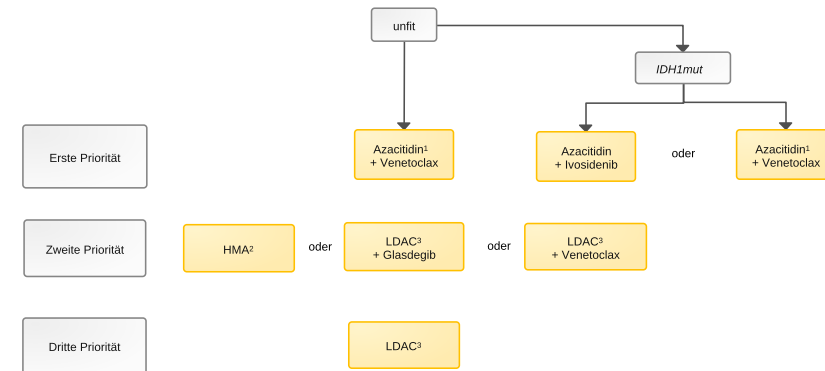 unfit
IDH1mut
Erste Priorität
Azacitidin¹
+ Venetoclax
Azacitidin
+ Ivosidenib
oder
Azacitidin¹
+ Venetoclax
Zweite Priorität
HMA²
oder
LDAC³
+ Glasdegib
oder
LDAC³
+ Venetoclax
Dritte Priorität
LDAC³